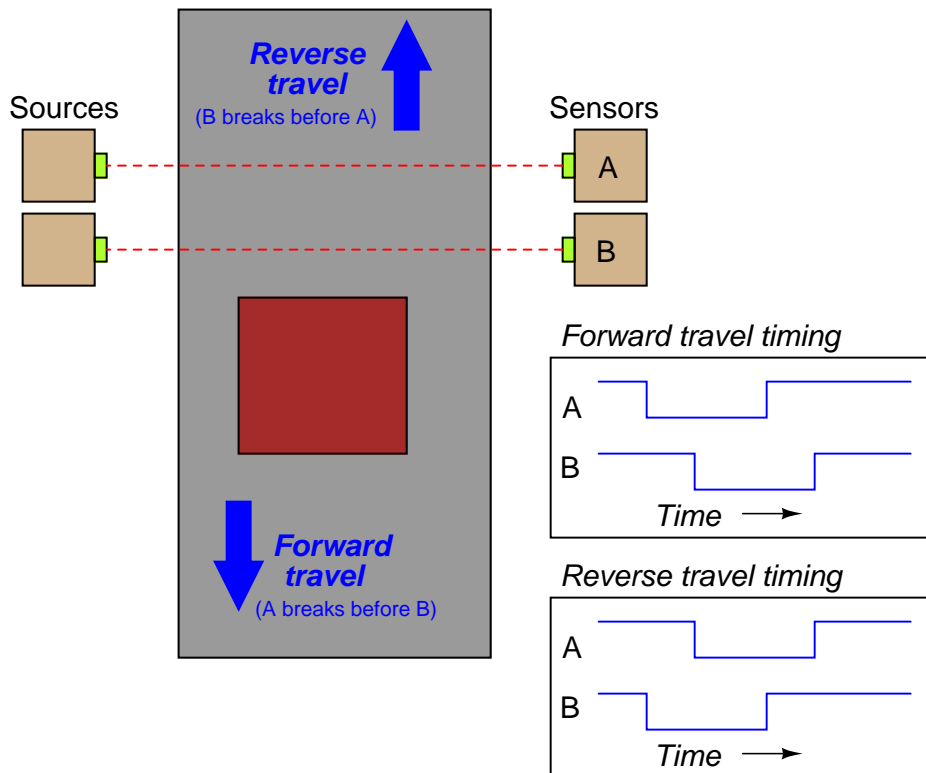 Reverse
travel
(B breaks before A)
Sources
Sensors
A
B
Forward travel timing
A
B
Time
Forward
travel
(A breaks before B)
Reverse travel timing
A
B
Time